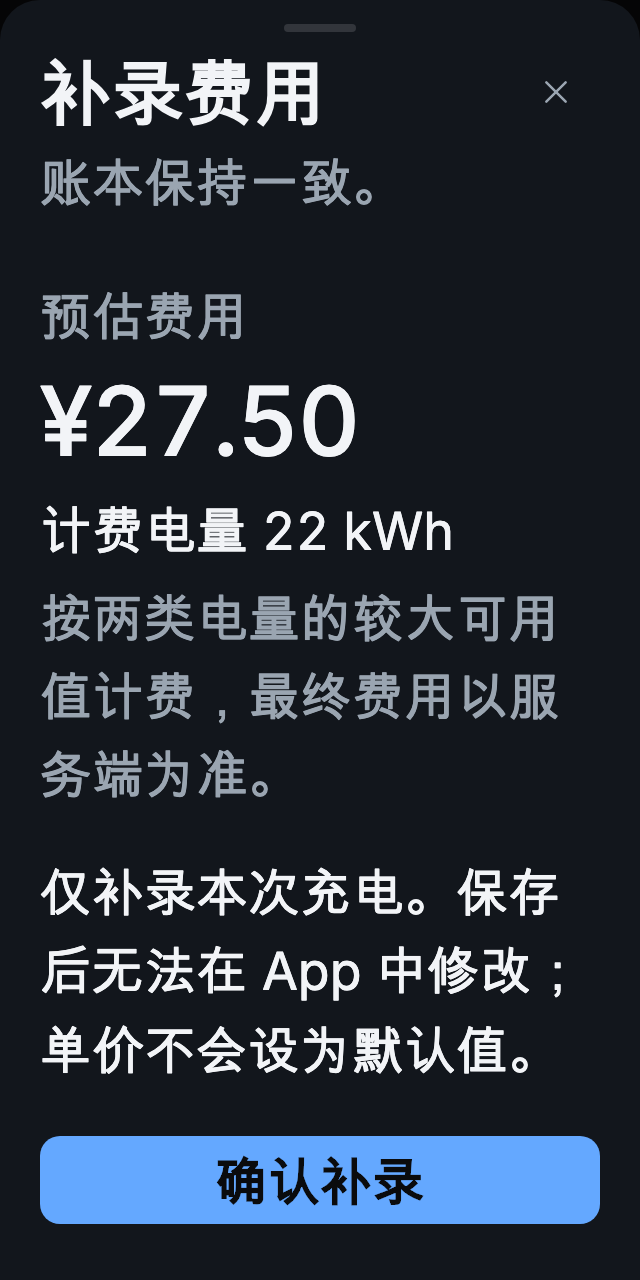 补录费用
账本保持一致。
预估费用
¥27.50
计费电量 22 kWh
按两类电量的较大可用
值计费，最终费用以服
务端为准。
仅补录本次充电。保存
后无法在 App 中修改；
单价不会设为默认值。
确认补录